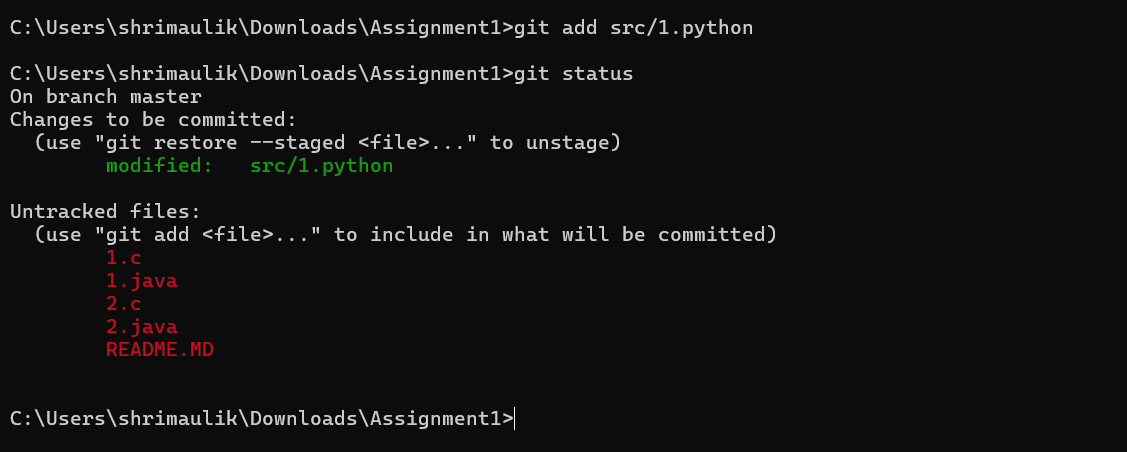 C:\Users\shrimaulik\Downloads\Assignment1>git add src/1.python
C:\Users\shrimaulik\Downloads\Assignment1>git status
On branch master
Changes to be committed:
  (use "git restore --staged <file>..." to unstage)
        modified:   src/1.python
Untracked files:
  (use "git add <file>..." to include in what will be committed)
        1.c
        1.java
        2.c
        2.java
        README.MD
C:\Users\shrimaulik\Downloads\Assignment1>